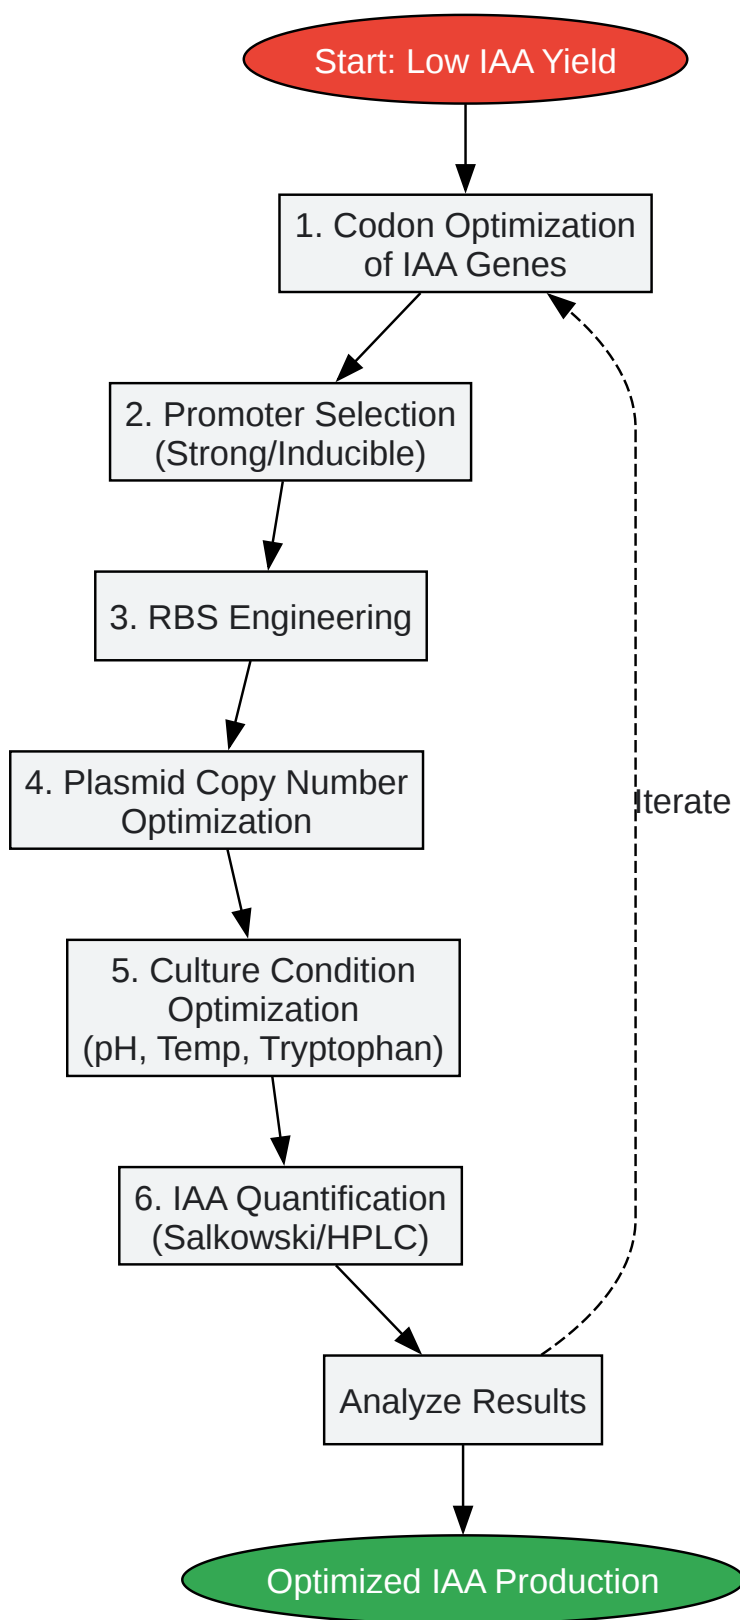 Start: Low IAA Yield
1. Codon Optimization
of IAA Genes
2. Promoter Selection
(Strong/Inducible)
3. RBS Engineering
4. Plasmid Copy Number
Optimization
Iterate
5. Culture Condition
Optimization
(pH, Temp, Tryptophan)
6. IAA Quantification
(Salkowski/HPLC)
Analyze Results
Optimized IAA Production